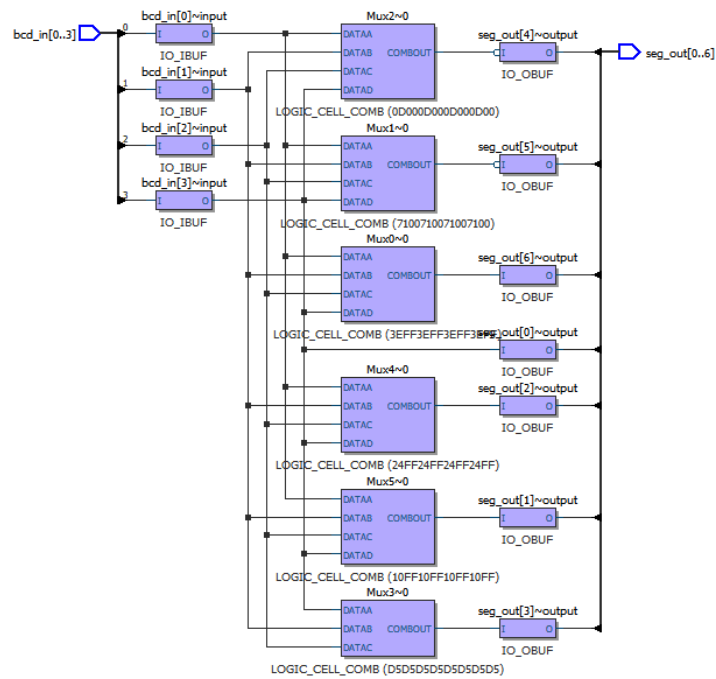 bcd_in[0..3]
0
bcd_in[0]~input
I O
IO_IBUF
1
bcd_in[1]~input
I O
IO_IBUF
2
bcd_in[2]~input
I O
IO_IBUF
3
bcd_in[3]~input
I O
IO_IBUF
Mux2~0
DATAA
DATAB COMBOUT
DATAC
DATAD
LOGIC_CELL_COMB (0D000D000D000D00)
seg_out[4]~output
I O
IO_OBUF
seg_out[0..6]
Mux1~0
DATAA
DATAB COMBOUT
DATAC
DATAD
LOGIC_CELL_COMB (7100710071007100)
seg_out[5]~output
I O
IO_OBUF
Mux0~0
DATAA
DATAB COMBOUT
DATAC
DATAD
LOGIC_CELL_COMB (3EFF3EFF3EFF
seg_out[6]~output
I O
IO_OBUF
_out[0]~output
I O
IO_OBUF
Mux4~0
DATAA
DATAB COMBOUT
DATAC
DATAD
LOGIC_CELL_COMB (24FF24FF24FF24FF)
seg_out[2]~output
I O
IO_OBUF
Mux5~0
DATAA
DATAB COMBOUT
DATAC
DATAD
LOGIC_CELL_COMB (10FF10FF10FF10FF)
seg_out[1]~output
I O
IO_OBUF
Mux3~0
DATAA
DATAB COMBOUT
DATAC
LOGIC_CELL_COMB (D5D5D5D5D5D5D5D5)
seg_out[3]~output
I O
IO_OBUF